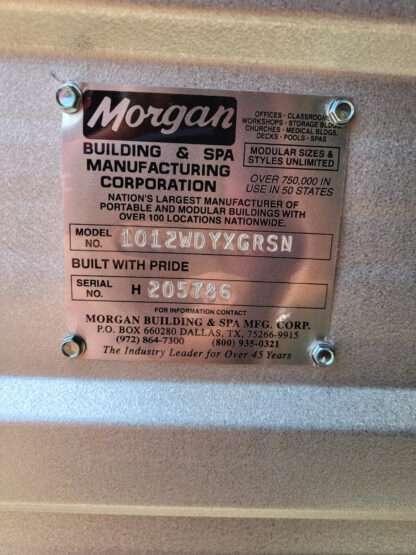 Morgan
BUILDING & SPA
MANUFACTURING
CORPORATION
OFFICES · CLASSROOMS
WORKSHOPS · STORAGE BLDGS.
CHURCHES · MEDICAL BLDGS.
DECKS · POOLS · SPAS
MODULAR SIZES &
STYLES UNLIMITED
OVER 750,000 IN
USE IN 50 STATES
NATION'S LARGEST MANUFACTURER OF
PORTABLE AND MODULAR BUILDINGS WITH
OVER 100 LOCATIONS NATIONWIDE.
MODEL NO. 1012WDYXGRSN
BUILT WITH PRIDE
SERIAL NO. H 205786
FOR INFORMATION CONTACT
MORGAN BUILDING & SPA MFG. CORP.
P.O. BOX 660280 DALLAS, TX, 75266-9915
(972) 864-7300 (800) 935-0321
The Industry Leader for Over 45 Years